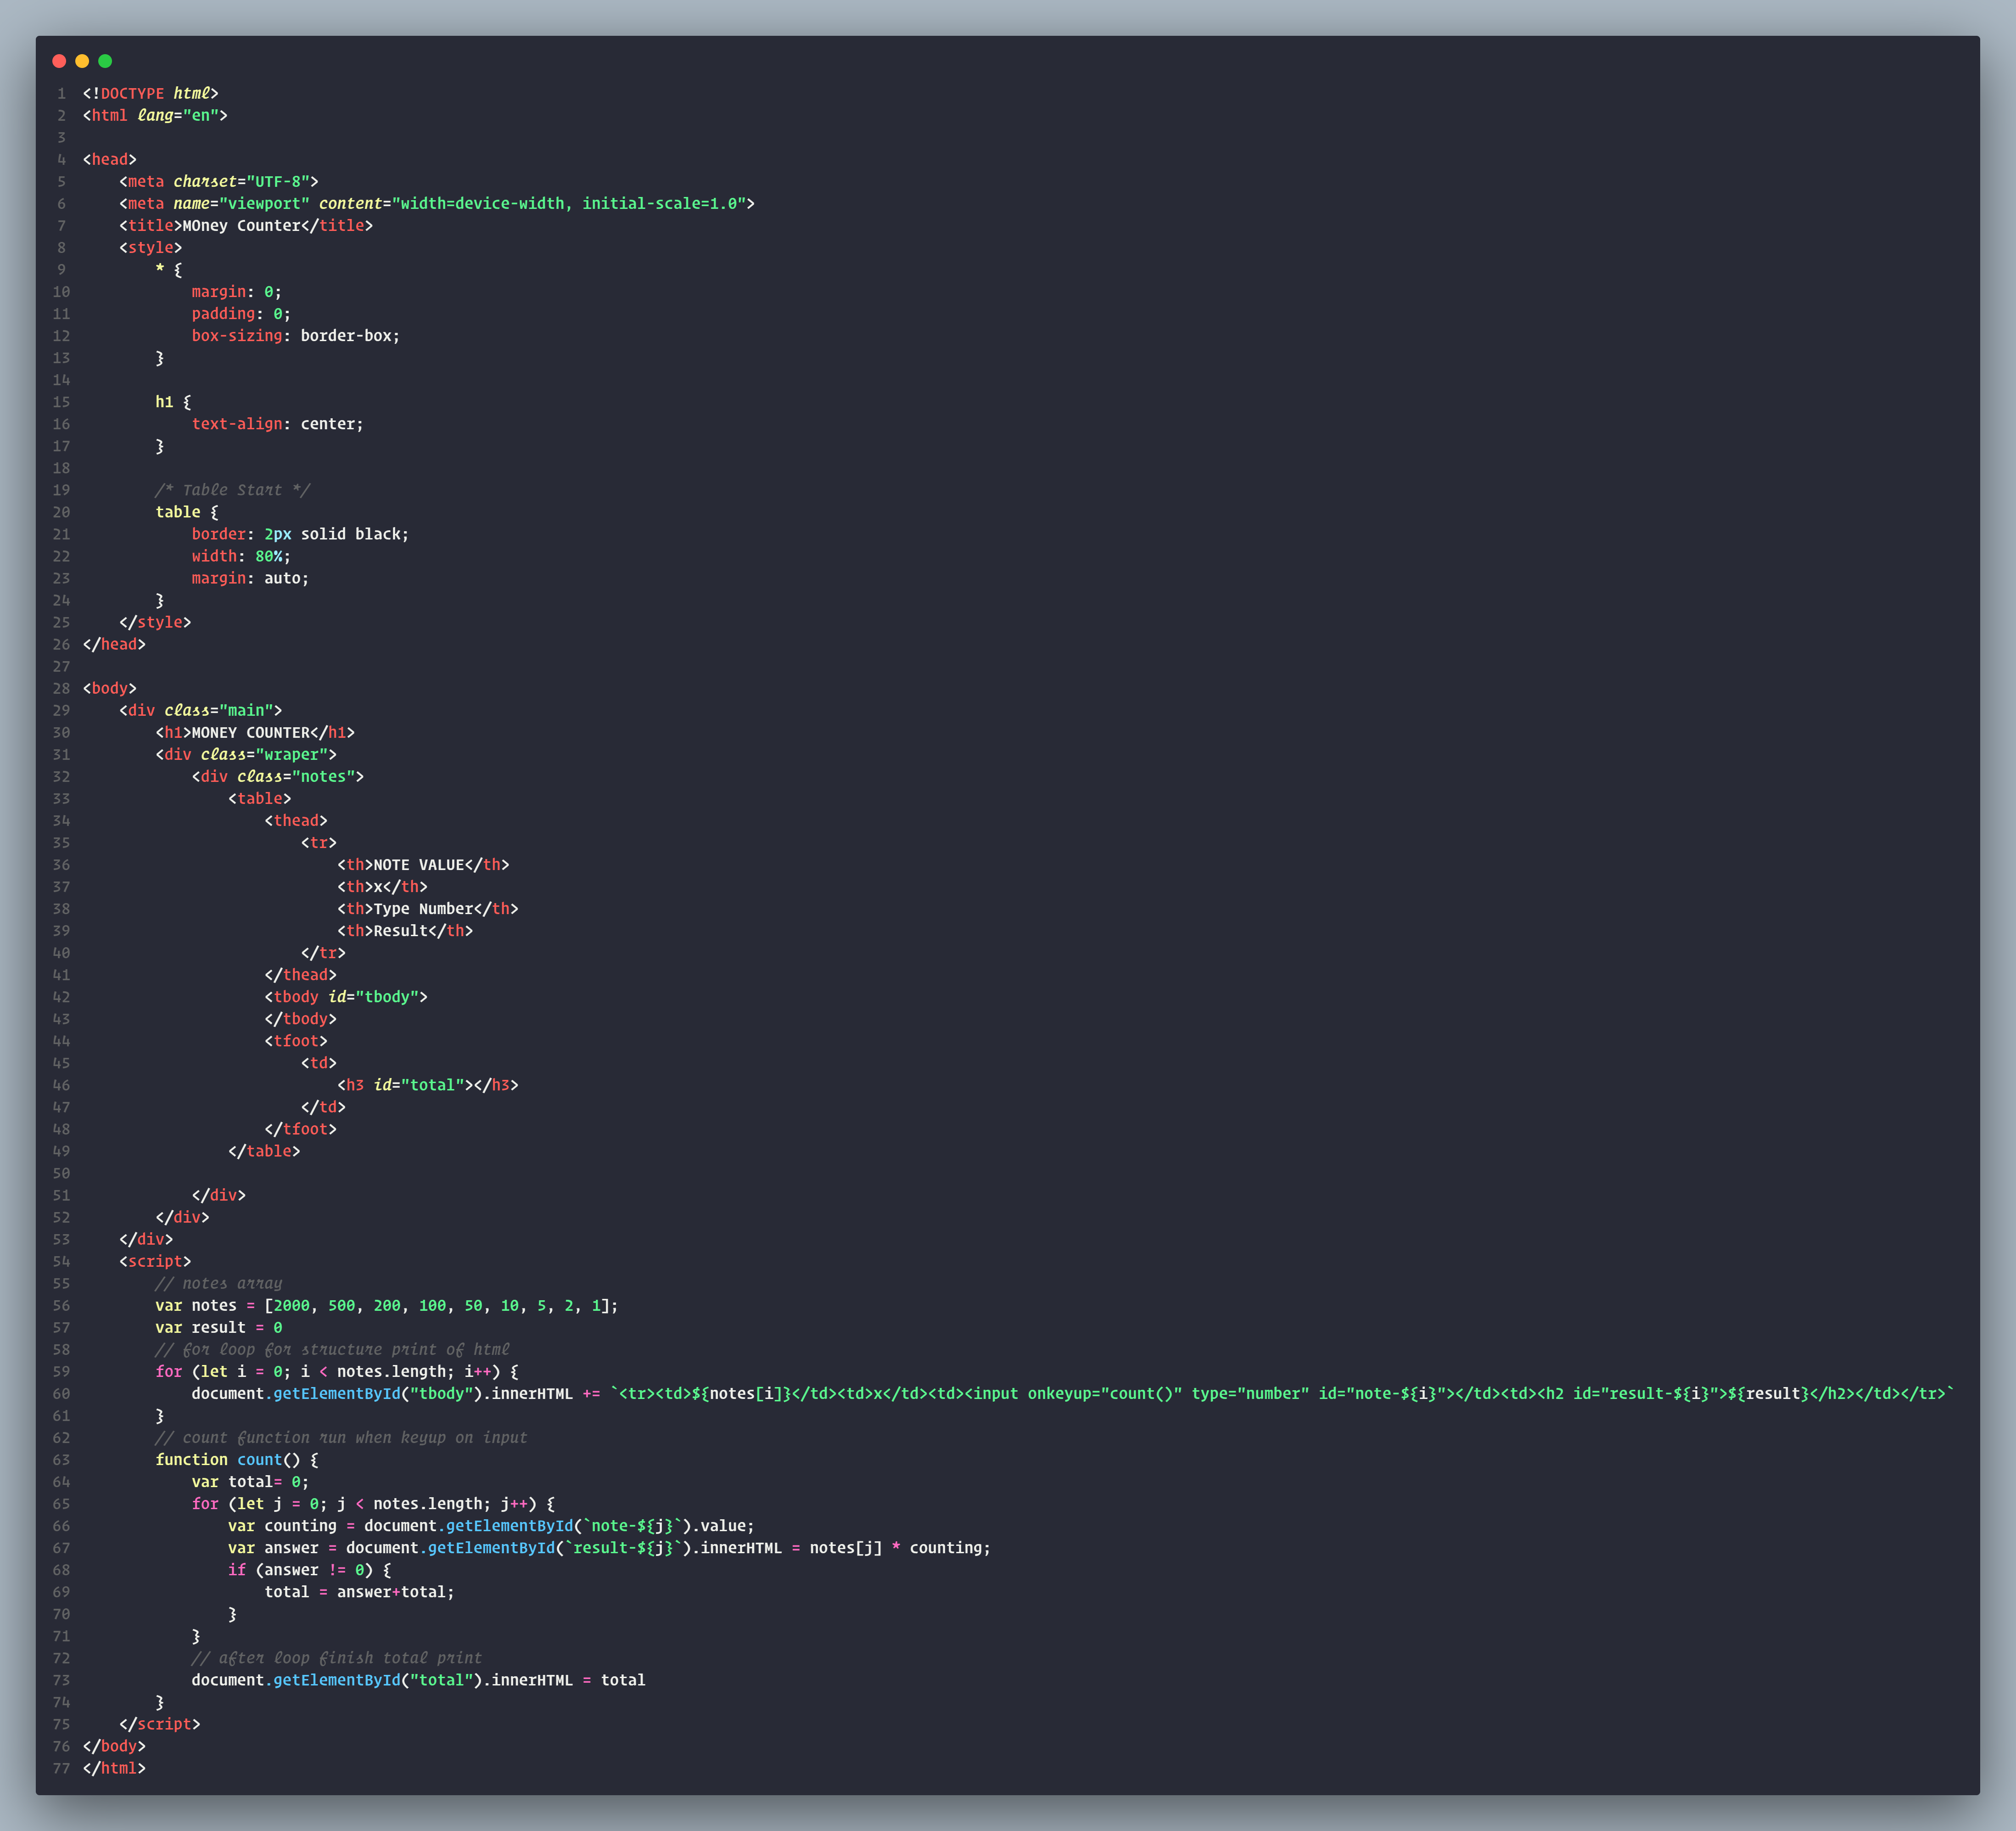 1 <!DOCTYPE html>
2 <html lang="en">
3
4 <head>
5     <meta charset="UTF-8">
6     <meta name="viewport" content="width=device-width, initial-scale=1.0">
7     <title>MOney Counter</title>
8     <style>
9         * {
10             margin: 0;
11             padding: 0;
12             box-sizing: border-box;
13         }
14
15         h1 {
16             text-align: center;
17         }
18
19         /* Table Start */
20         table {
21             border: 2px solid black;
22             width: 80%;
23             margin: auto;
24         }
25     </style>
26 </head>
27
28 <body>
29     <div class="main">
30         <h1>MONEY COUNTER</h1>
31         <div class="wraper">
32             <div class="notes">
33                 <table>
34                     <thead>
35                         <tr>
36                             <th>NOTE VALUE</th>
37                             <th>x</th>
38                             <th>Type Number</th>
39                             <th>Result</th>
40                         </tr>
41                     </thead>
42                     <tbody id="tbody">
43                     </tbody>
44                     <tfoot>
45                         <td>
46                             <h3 id="total"></h3>
47                         </td>
48                     </tfoot>
49                 </table>
50
51             </div>
52         </div>
53     </div>
54     <script>
55         // notes array
56         var notes = [2000, 500, 200, 100, 50, 10, 5, 2, 1];
57         var result = 0
58         // for loop for structure print of html
59         for (let i = 0; i < notes.length; i++) {
60             document.getElementById("tbody").innerHTML += `<tr><td>${notes[i]}</td><td>x</td><td><input onkeyup="count()" type="number" id="note-${i}"></td><td><h2 id="result-${i}">${result}</h2></td></tr>`
61         }
62         // count function run when keyup on input
63         function count() {
64             var total= 0;
65             for (let j = 0; j < notes.length; j++) {
66                 var counting = document.getElementById(`note-${j}`).value;
67                 var answer = document.getElementById(`result-${j}`).innerHTML = notes[j] * counting;
68                 if (answer != 0) {
69                     total = answer+total;
70                 }
71             }
72             // after loop finish total print
73             document.getElementById("total").innerHTML = total
74         }
75     </script>
76 </body>
77 </html>